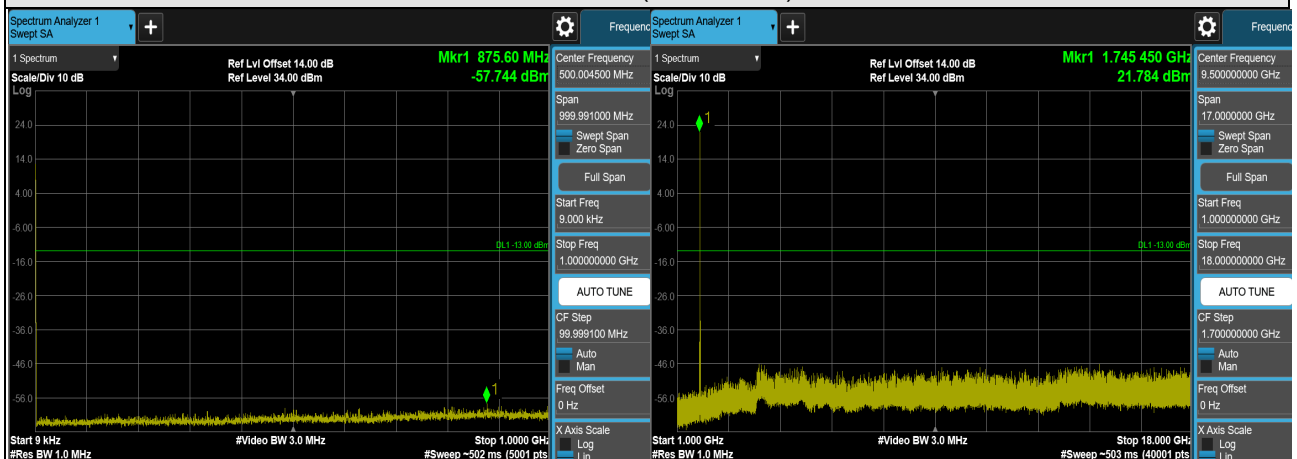 Spectrum Analyzer 1
Swept SA
+
Frequenc
1 Spectrum
Scale/Div 10 dB
Log
Ref Lvl Offset 14.00 dB
Ref Level 34.00 dBm
Mkr1 875.60 MHz
-57.744 dBm
24.0
14.0
4.00
-6.00
-16.0
-26.0
-36.0
-46.0
-56.0
DL1 -13.00 dBm
1
Start 9 kHz
#Res BW 1.0 MHz
#Video BW 3.0 MHz
Stop 1.0000 GHz
#Sweep ~502 ms (5001 pts
Center Frequency
500.004500 MHz
Span
999.991000 MHz
Swept Span
Zero Span
Full Span
Start Freq
9.000 kHz
Stop Freq
1.000000000 GHz
AUTO TUNE
CF Step
99.999100 MHz
Auto
Man
Freq Offset
0 Hz
X Axis Scale
Log
Lin
Spectrum Analyzer 1
Swept SA
+
Frequenc
1 Spectrum
Scale/Div 10 dB
Log
Ref Lvl Offset 14.00 dB
Ref Level 34.00 dBm
Mkr1 1.745 450 GHz
21.784 dBm
24.0
14.0
4.00
-6.00
-16.0
-26.0
-36.0
-46.0
-56.0
DL1 -13.00 dBm
1
Start 1.000 GHz
#Res BW 1.0 MHz
#Video BW 3.0 MHz
Stop 18.000 GHz
#Sweep ~503 ms (40001 pts
Center Frequency
9.500000000 GHz
Span
17.0000000 GHz
Swept Span
Zero Span
Full Span
Start Freq
1.000000000 GHz
Stop Freq
18.000000000 GHz
AUTO TUNE
CF Step
1.700000000 GHz
Auto
Man
Freq Offset
0 Hz
X Axis Scale
Log
Lin